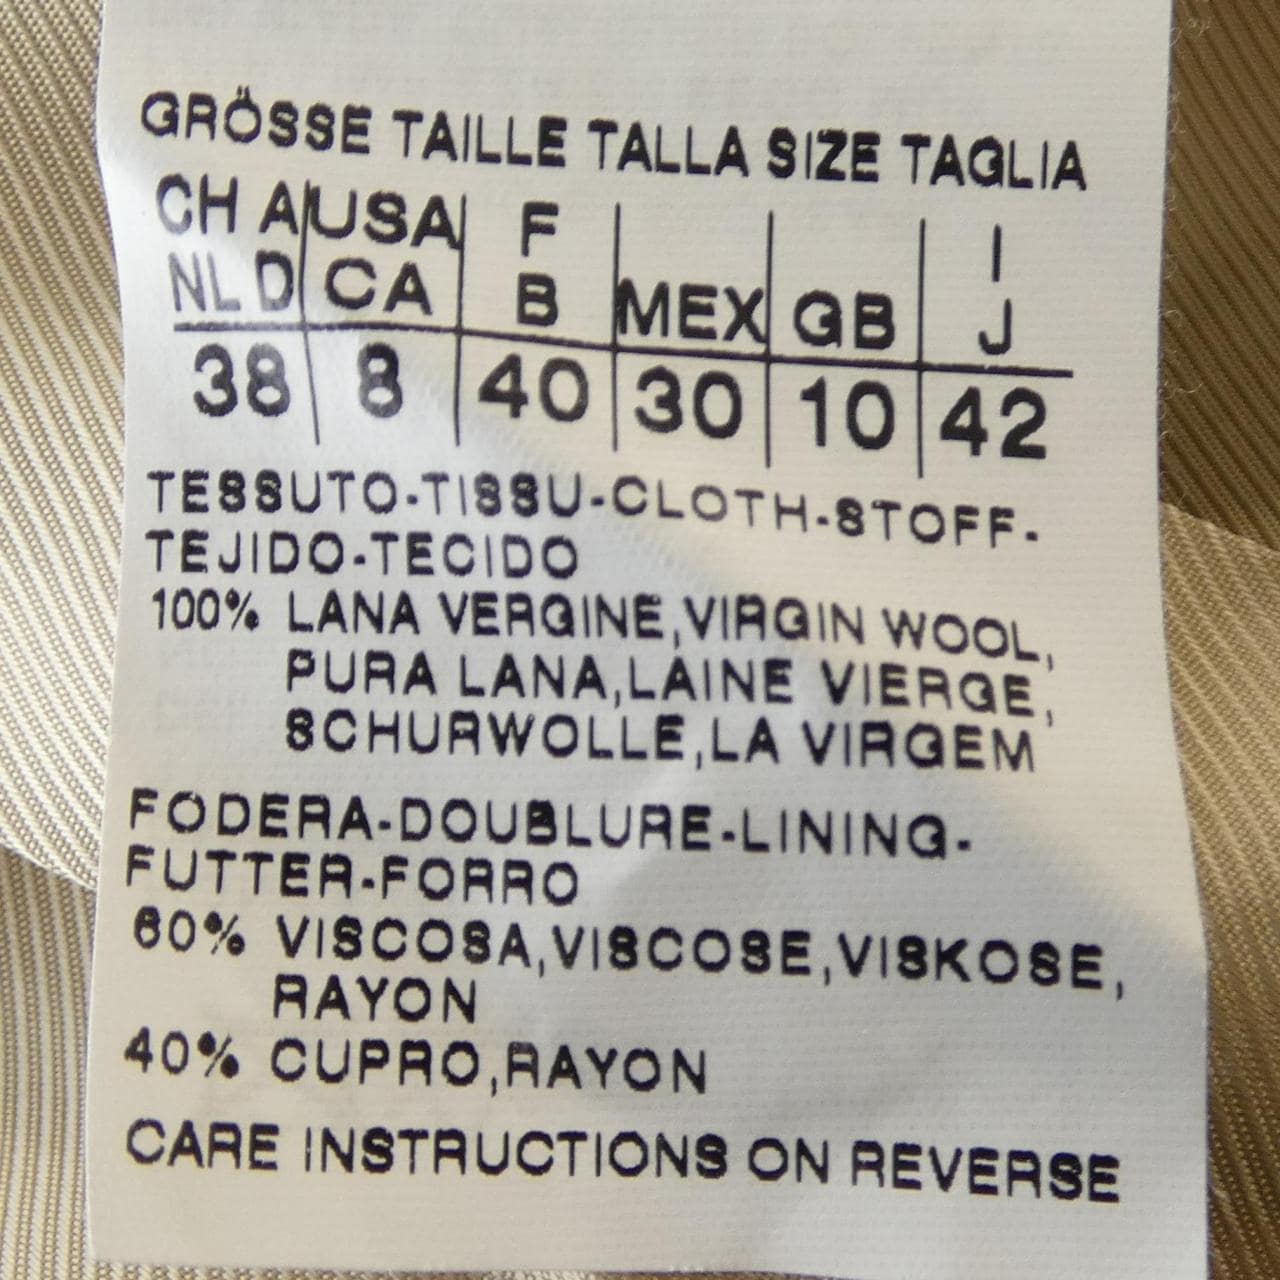 GRÖSSE TAILLE TALLA SIZE TAGLIA
CH A USA F I
NL D CA B MEX GB J
38 8 40 30 10 42
TESSUTO-TISSU-CLOTH-STOFF-
TEJIDO-TECIDO
100% LANA VERGINE,VIRGIN WOOL,
PURA LANA,LAINE VIERGE,
SCHURWOLLE,LA VIRGEM
FODERA-DOUBLURE-LINING-
FUTTER-FORRO
60% VISCOSA,VISCOSE,VISKOSE,
RAYON
40% CUPRO,RAYON
CARE INSTRUCTIONS ON REVERSE